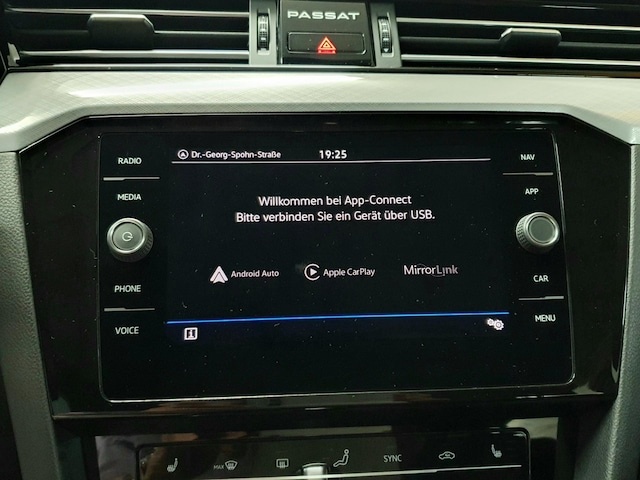 PASSAT
Dr.-Georg-Spohn-Straße 19:25
RADIO
MEDIA
PHONE
VOICE
NAV
APP
CAR
MENU
Willkommen bei App-Connect
Bitte verbinden Sie ein Gerät über USB.
Android Auto Apple CarPlay MirrorLink
MAX SYNC